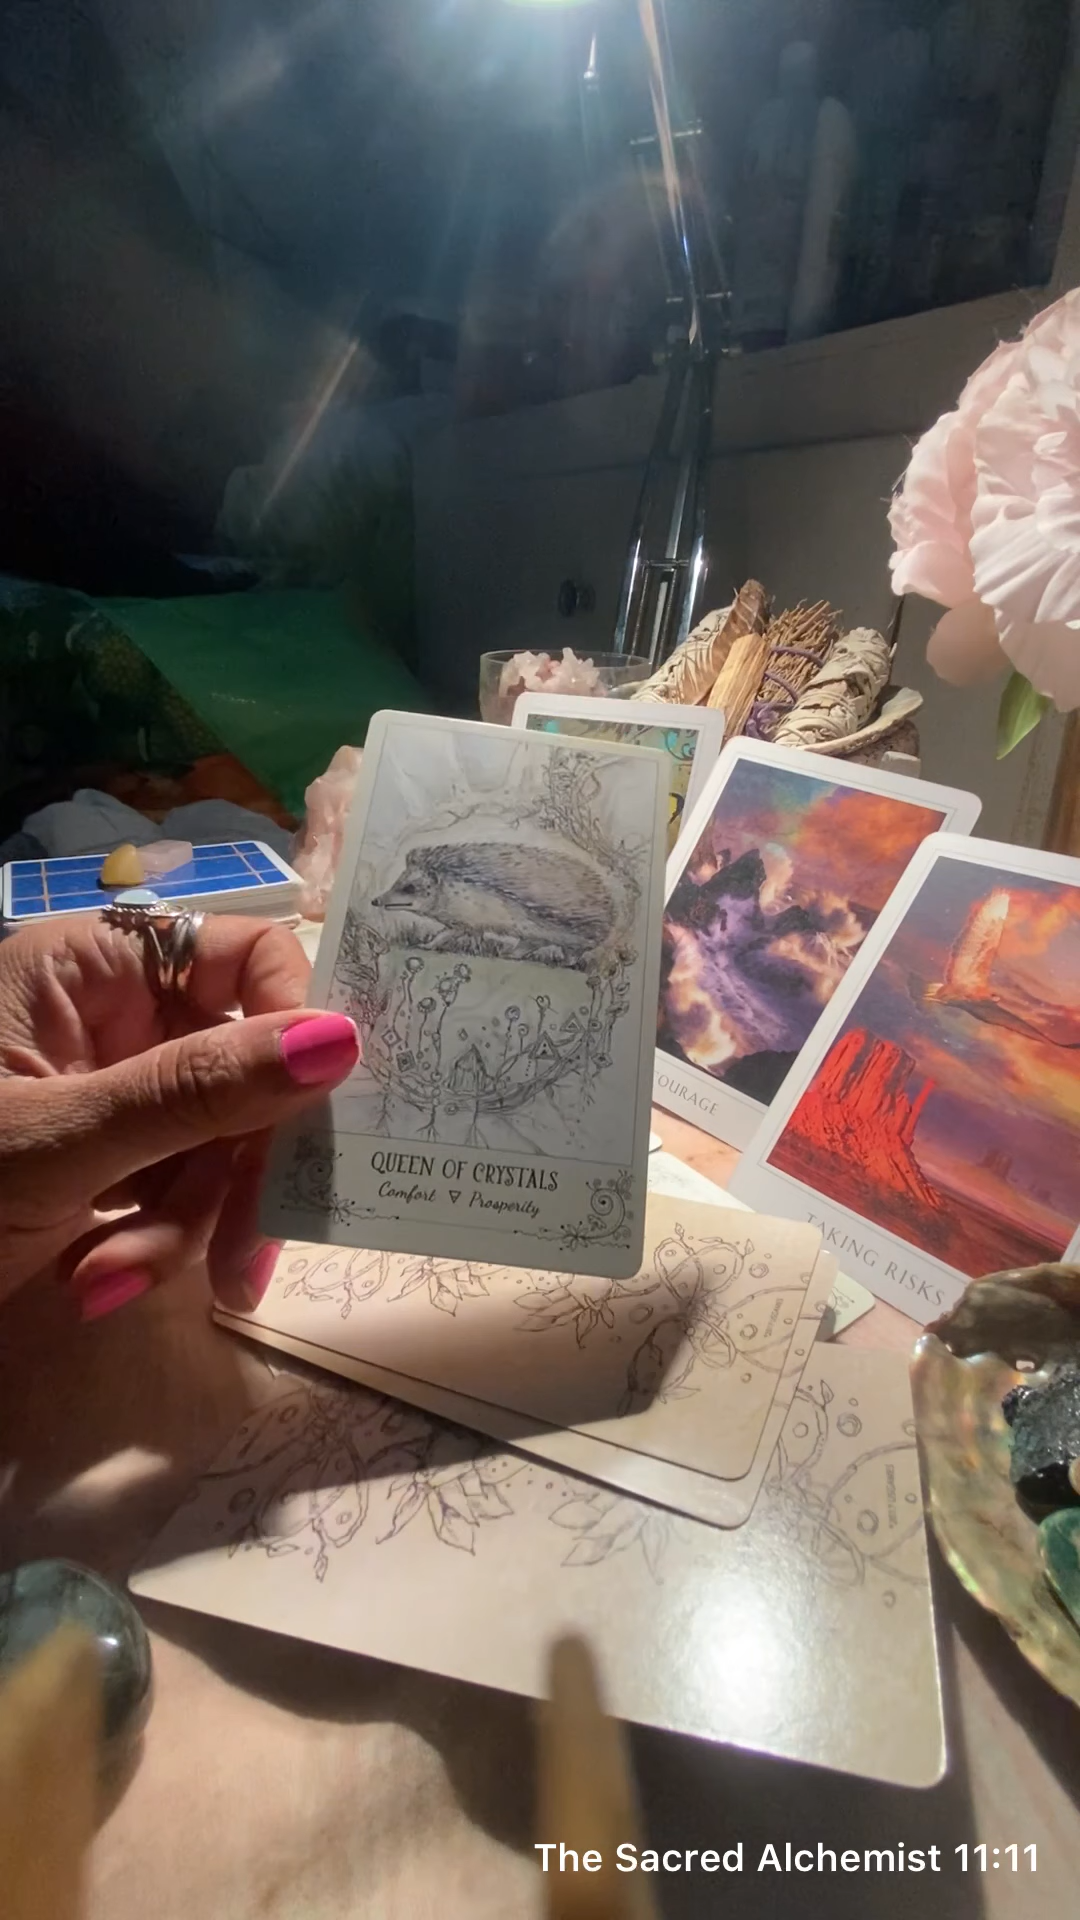 QUEEN OF CRYSTALS
Comfort ▽ Prosperity
OURAGE
TAKING RISKS
The Sacred Alchemist 11:11